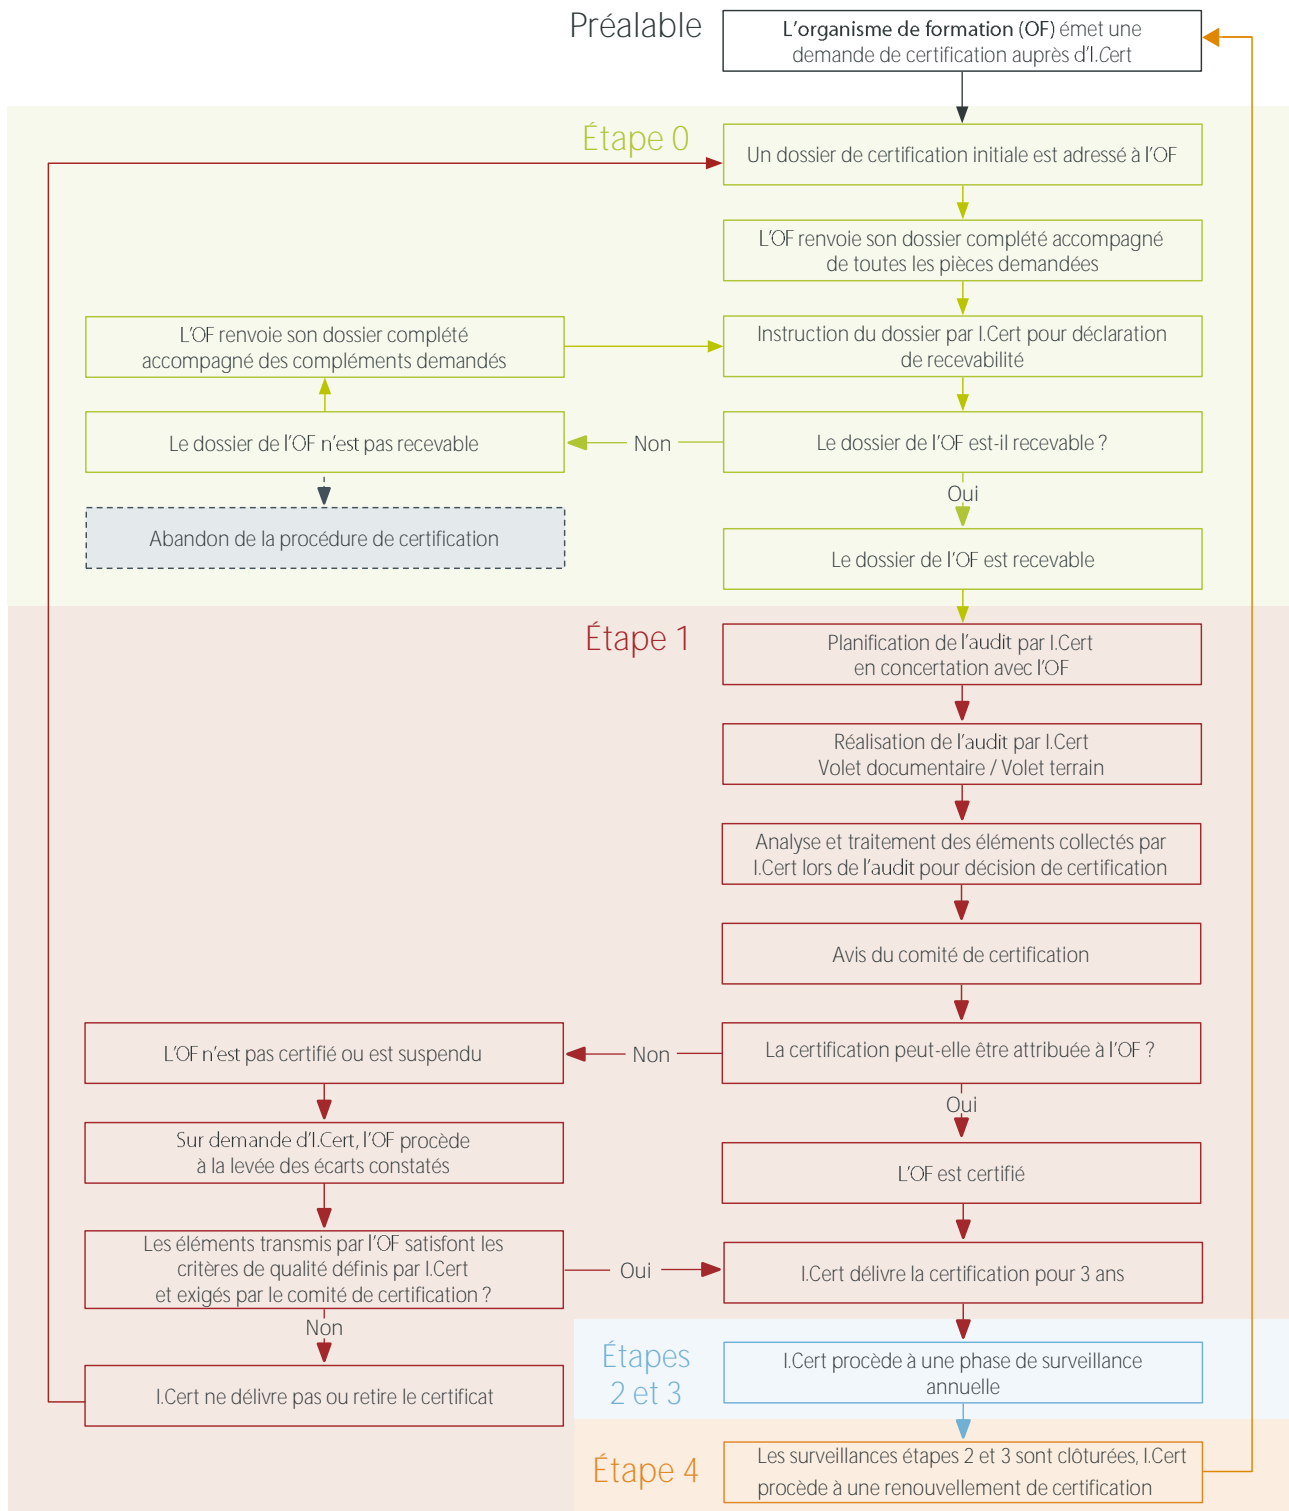 Préalable
L'organisme de formation (OF) émet une
demande de certification auprès d'I.Cert
Étape 0
Un dossier de certification initiale est adressé à l'OF
L'OF renvoie son dossier complété accompagné
de toutes les pièces demandées
L'OF renvoie son dossier complété
accompagné des compléments demandés
Instruction du dossier par I.Cert pour déclaration
de recevabilité
Le dossier de l'OF n'est pas recevable
Non
Le dossier de l'OF est-il recevable ?
Oui
Abandon de la procédure de certification
Le dossier de l'OF est recevable
Étape 1
Planification de l'audit par I.Cert
en concertation avec l'OF
Réalisation de l'audit par I.Cert
Volet documentaire / Volet terrain
Analyse et traitement des éléments collectés par
I.Cert lors de l'audit pour décision de certification
Avis du comité de certification
L'OF n'est pas certifié ou est suspendu
Non
La certification peut-elle être attribuée à l'OF ?
Oui
Sur demande d'I.Cert, l'OF procède
à la levée des écarts constatés
L'OF est certifié
Les éléments transmis par l'OF satisfont les
critères de qualité définis par I.Cert
et exigés par le comité de certification ?
Oui
I.Cert délivre la certification pour 3 ans
Non
I.Cert ne délivre pas ou retire le certificat
Étapes
2 et 3
I.Cert procède à une phase de surveillance
annuelle
Étape 4
Les surveillances étapes 2 et 3 sont clôturées, I.Cert
procède à une renouvellement de certification